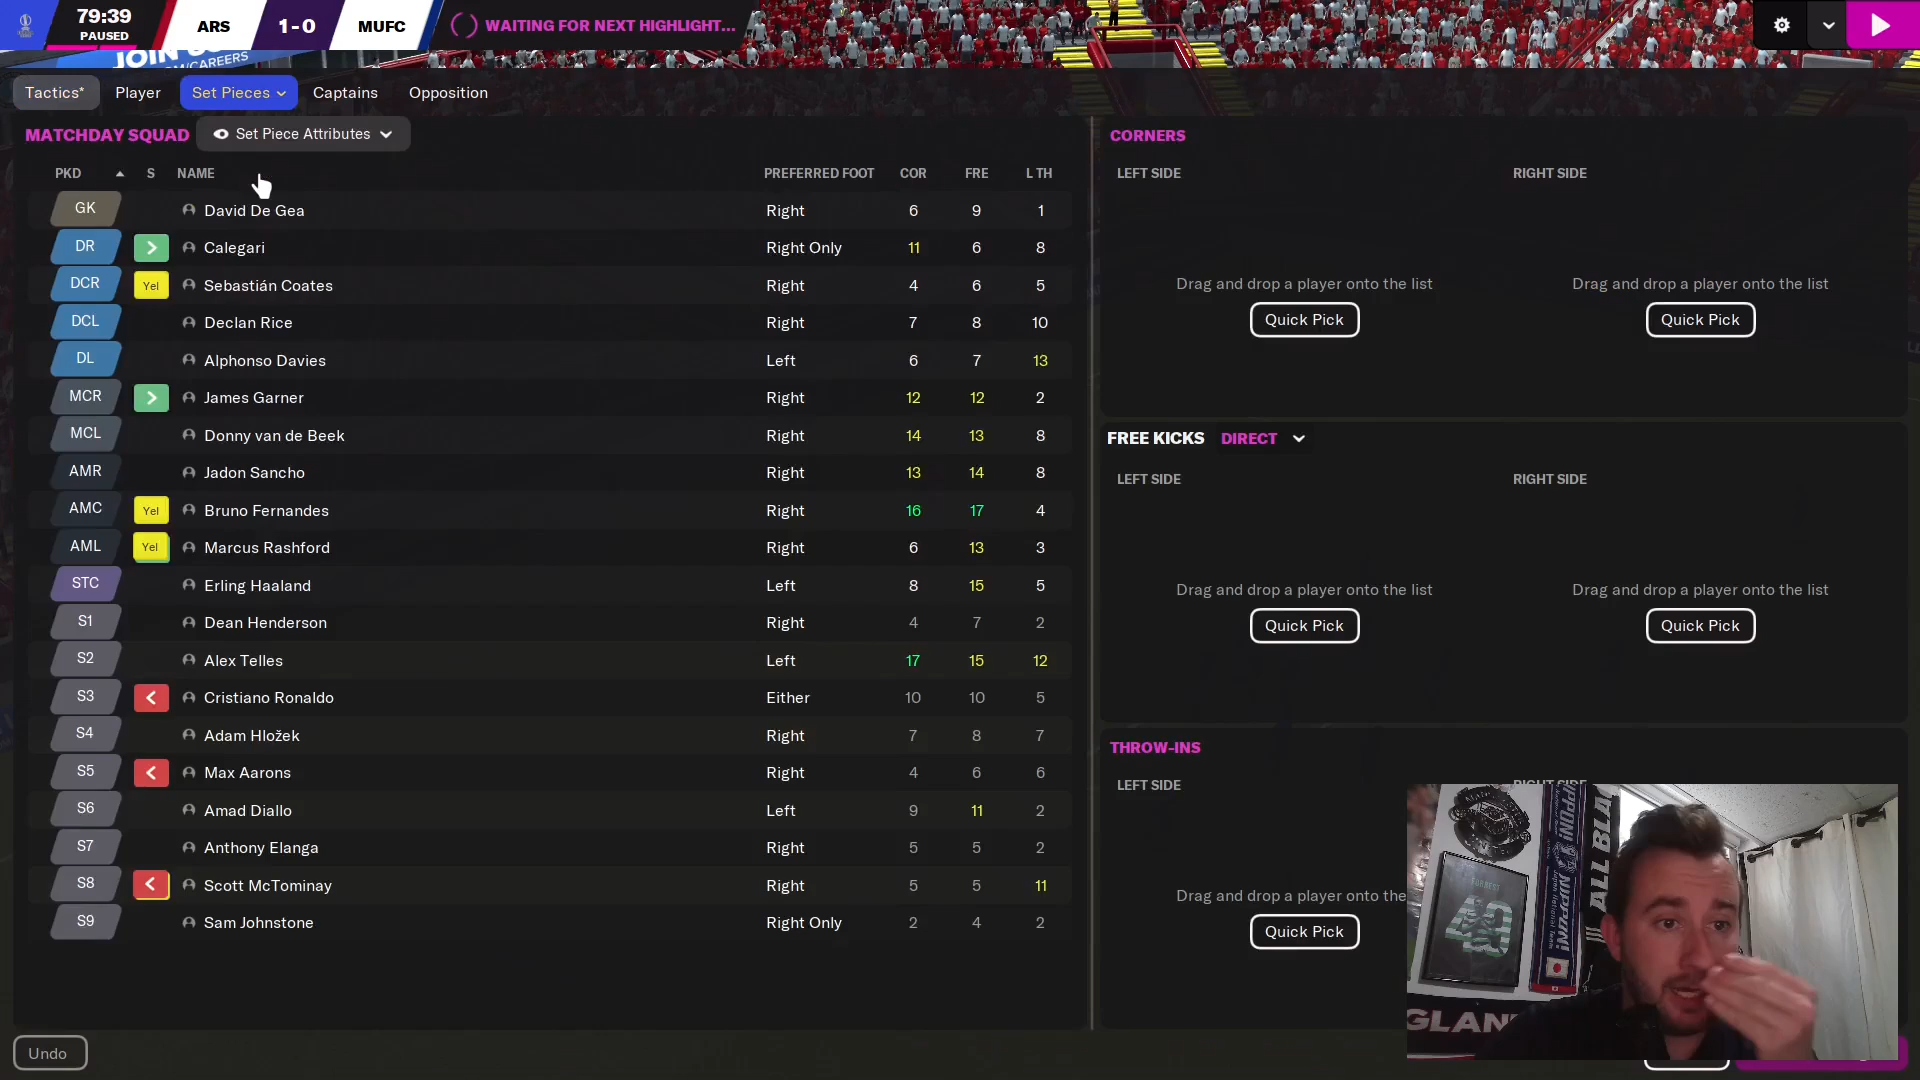 79:39
PAUSED
ARS
1 - 0
MUFC
WAITING FOR NEXT HIGHLIGHT...
JOIN
/CAREERS
Tactics*
Player
Set Pieces
Captains
Opposition
MATCHDAY SQUAD
Set Piece Attributes
PKD S NAME PREFERRED FOOT COR FRE L TH
GK David De Gea Right 6 9 1
DR Calegari Right Only 11 6 8
DCR Yel Sebastián Coates Right 4 6 5
DCL Declan Rice Right 7 8 10
DL Alphonso Davies Left 6 7 13
MCR James Garner Right 12 12 2
MCL Donny van de Beek Right 14 13 8
AMR Jadon Sancho Right 13 14 8
AMC Yel Bruno Fernandes Right 16 17 4
AML Yel Marcus Rashford Right 6 13 3
STC Erling Haaland Left 8 15 5
S1 Dean Henderson Right 4 7 2
S2 Alex Telles Left 17 15 12
S3 Cristiano Ronaldo Either 10 10 5
S4 Adam Hložek Right 7 8 7
S5 Max Aarons Right 4 6 6
S6 Amad Diallo Left 9 11 2
S7 Anthony Elanga Right 5 5 2
S8 Scott McTominay Right 5 5 11
S9 Sam Johnstone Right Only 2 4 2
Undo
CORNERS
LEFT SIDE RIGHT SIDE
Drag and drop a player onto the list Drag and drop a player onto the list
Quick Pick Quick Pick
FREE KICKS DIRECT
LEFT SIDE RIGHT SIDE
Drag and drop a player onto the list Drag and drop a player onto the list
Quick Pick Quick Pick
THROW-INS
LEFT SIDE RIGHT SIDE
Drag and drop a player onto the
Quick Pick
NIPPON!
ALL BLA
49
GLAN